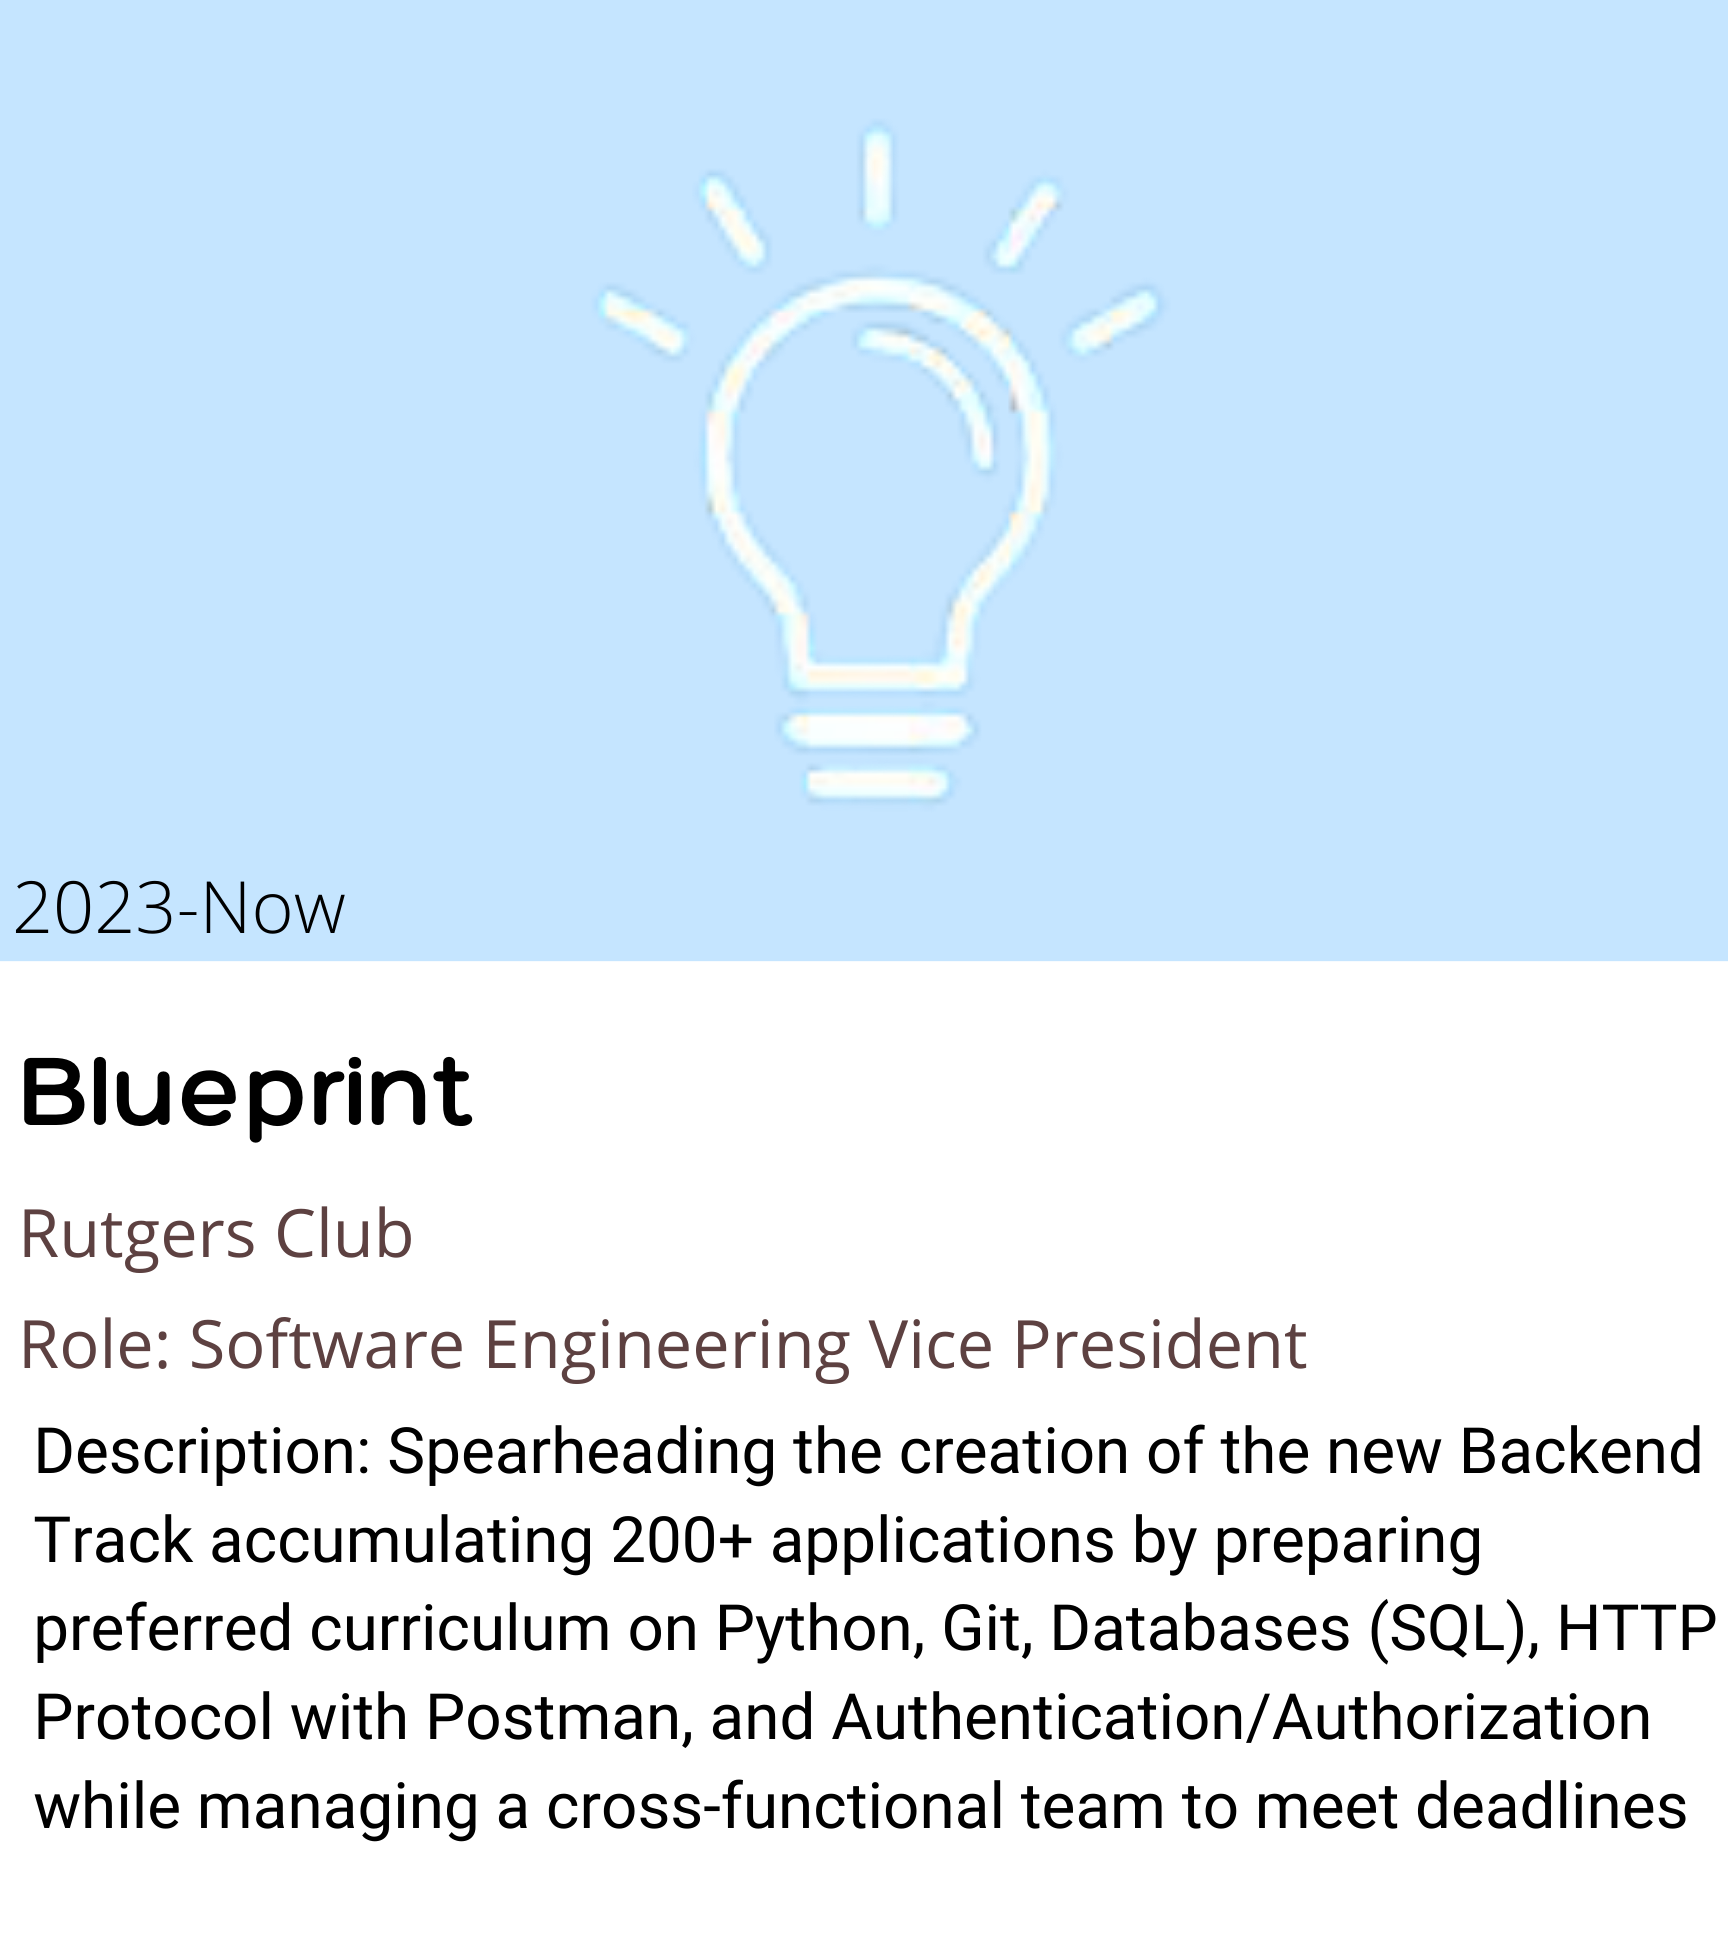 2023-Now
Blueprint
Rutgers Club
Role: Software Engineering Vice President
Description: Spearheading the creation of the new Backend
Track accumulating 200+ applications by preparing
preferred curriculum on Python, Git, Databases (SQL), HTTP
Protocol with Postman, and Authentication/Authorization
while managing a cross-functional team to meet deadlines